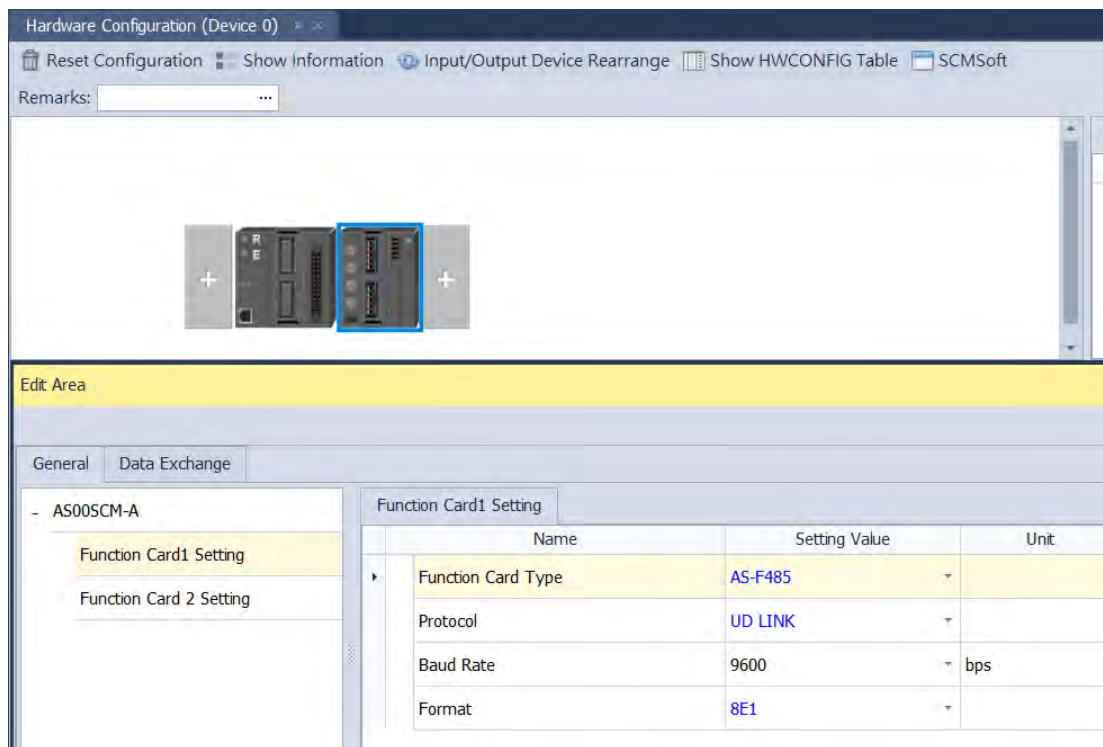 Hardware Configuration (Device 0)
Reset Configuration Show Information Input/Output Device Rearrange Show HWCONFIG Table SCMSoft
Remarks: ...
R
E
+ +
Edit Area
General Data Exchange
- AS00SCM-A
Function Card1 Setting
Function Card 2 Setting
Function Card1 Setting
Name Setting Value Unit
Function Card Type AS-F485
Protocol UD LINK
Baud Rate 9600 bps
Format 8E1